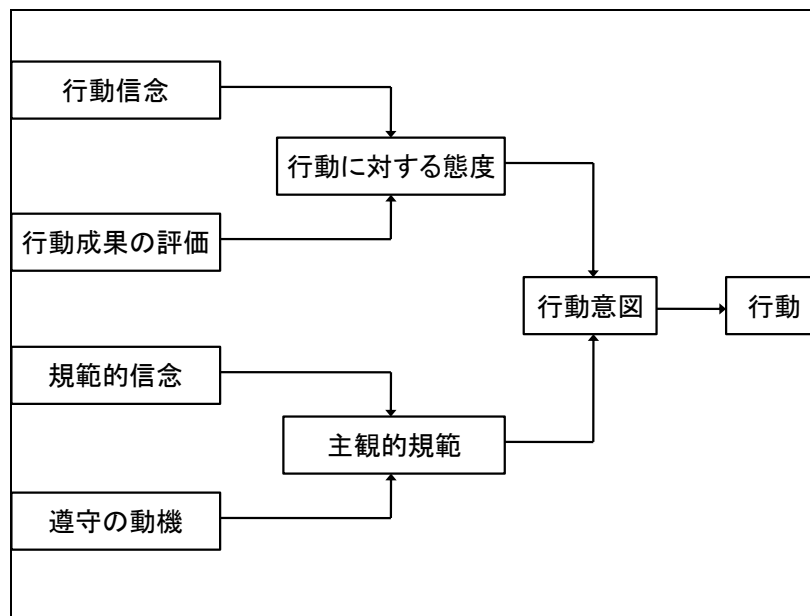 行動信念
行動に対する態度
行動成果の評価
行動意図
行動
規範的信念
主観的規範
遵守の動機